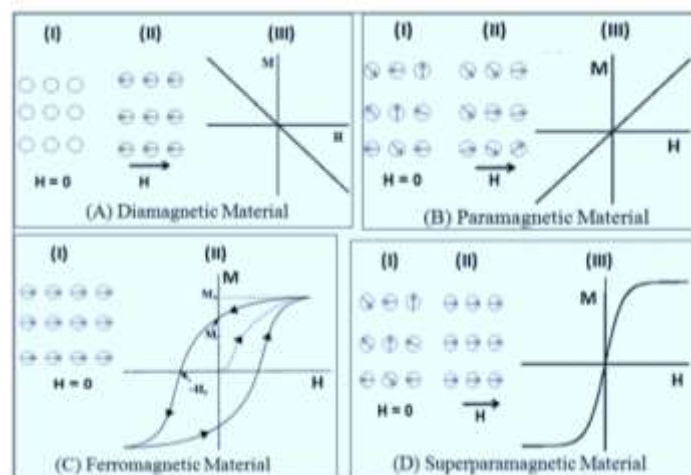 (I) (II) (III)
M
H
H = 0 H
(A) Diamagnetic Material
(I) (II) (III)
M
H
H = 0 H
(B) Paramagnetic Material
(I) (II)
M
Mₛ
H
-H꜀
H = 0
(C) Ferromagnetic Material
(I) (II) (III)
M
H
H = 0 H
(D) Superparamagnetic Material